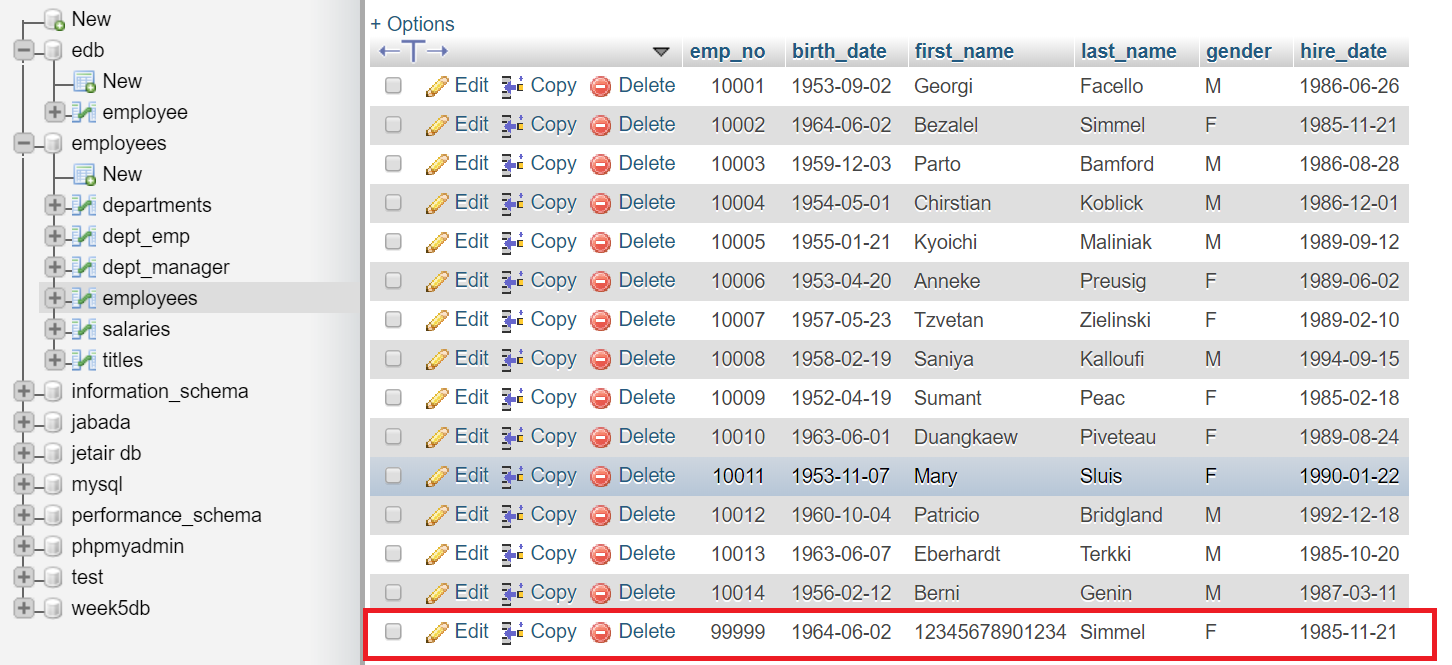 New
edb
New
employee
employees
New
departments
dept_emp
dept_manager
employees
salaries
titles
information_schema
jabada
jetair db
mysql
performance_schema
phpmyadmin
test
week5db
+ Options
←T→ emp_no birth_date first_name last_name gender hire_date
Edit Copy Delete 10001 1953-09-02 Georgi Facello M 1986-06-26
Edit Copy Delete 10002 1964-06-02 Bezalel Simmel F 1985-11-21
Edit Copy Delete 10003 1959-12-03 Parto Bamford M 1986-08-28
Edit Copy Delete 10004 1954-05-01 Chirstian Koblick M 1986-12-01
Edit Copy Delete 10005 1955-01-21 Kyoichi Maliniak M 1989-09-12
Edit Copy Delete 10006 1953-04-20 Anneke Preusig F 1989-06-02
Edit Copy Delete 10007 1957-05-23 Tzvetan Zielinski F 1989-02-10
Edit Copy Delete 10008 1958-02-19 Saniya Kalloufi M 1994-09-15
Edit Copy Delete 10009 1952-04-19 Sumant Peac F 1985-02-18
Edit Copy Delete 10010 1963-06-01 Duangkaew Piveteau F 1989-08-24
Edit Copy Delete 10011 1953-11-07 Mary Sluis F 1990-01-22
Edit Copy Delete 10012 1960-10-04 Patricio Bridgland M 1992-12-18
Edit Copy Delete 10013 1963-06-07 Eberhardt Terkki M 1985-10-20
Edit Copy Delete 10014 1956-02-12 Berni Genin M 1987-03-11
Edit Copy Delete 99999 1964-06-02 12345678901234 Simmel F 1985-11-21